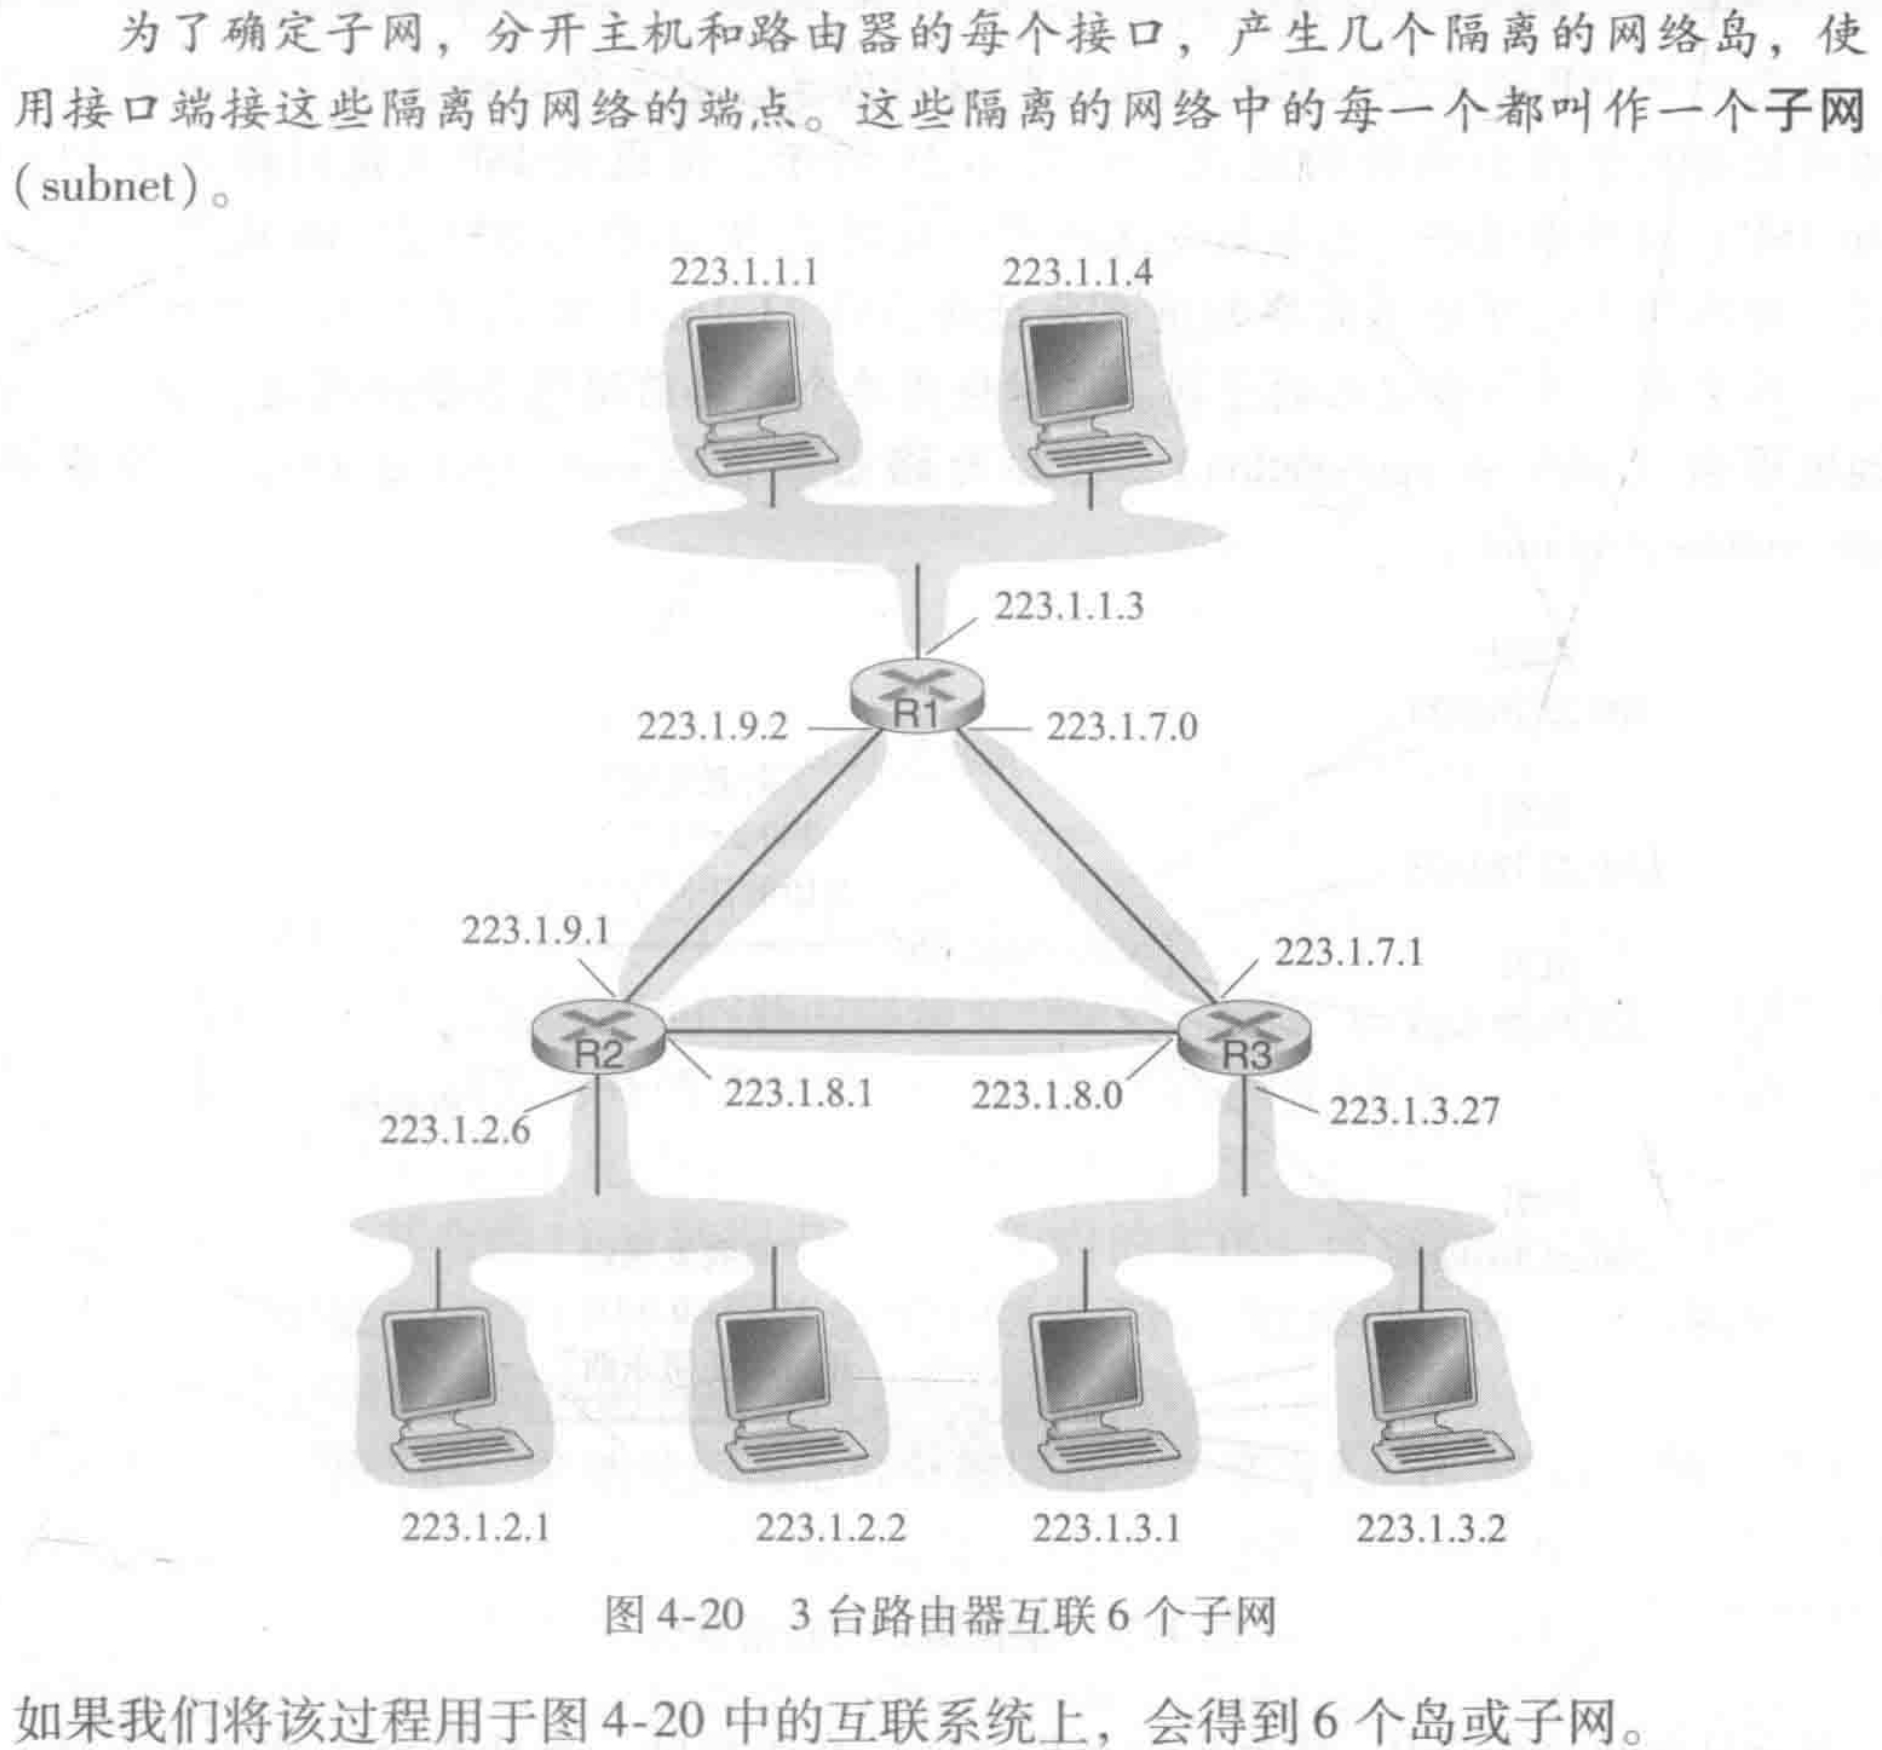 为了确定子网，分开主机和路由器的每个接口，产生几个隔离的网络岛，使
用接口端接这些隔离的网络的端点。这些隔离的网络中的每一个都叫作一个子网
(subnet)。
223.1.1.1 223.1.1.4
223.1.1.3
R1
223.1.9.2 223.1.7.0
223.1.9.1
223.1.7.1
R2 R3
223.1.8.1 223.1.8.0
223.1.2.6 223.1.3.27
223.1.2.1 223.1.2.2 223.1.3.1 223.1.3.2
图 4-20 3 台路由器互联 6 个子网
如果我们将该过程用于图 4-20 中的互联系统上，会得到 6 个岛或子网。